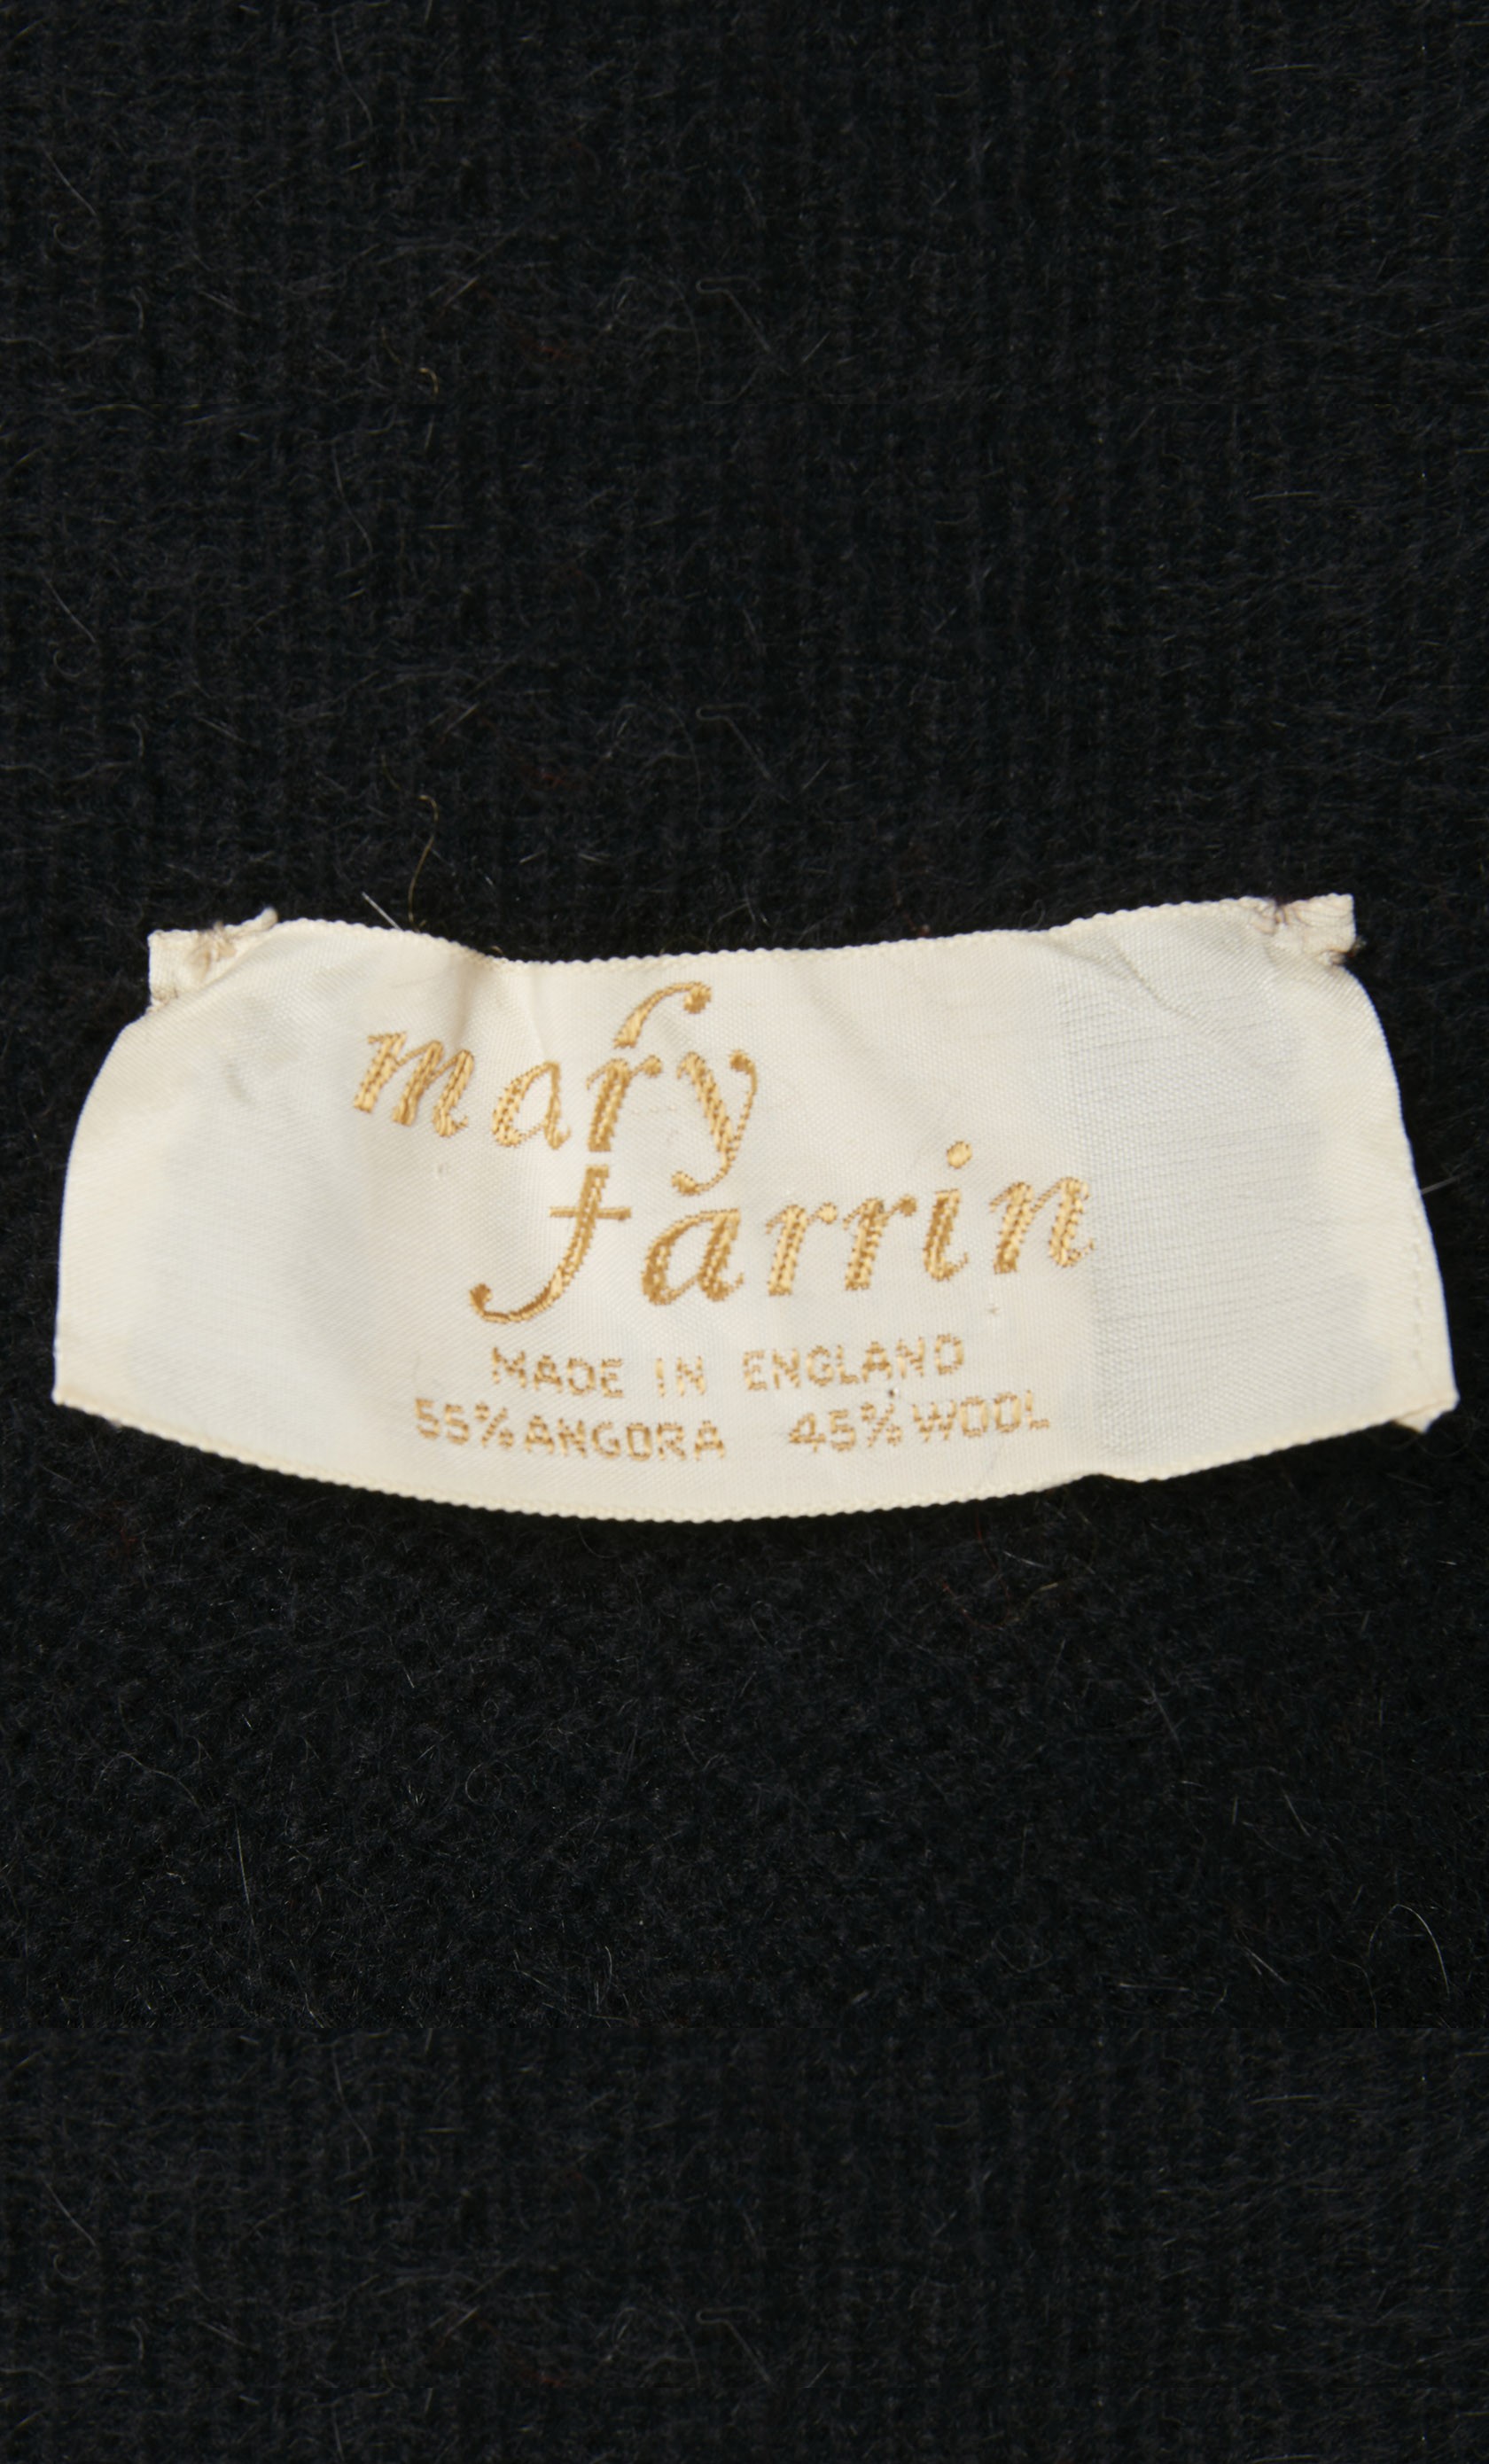 mary
farrin
MADE IN ENGLAND
55% ANGORA 45% WOOL